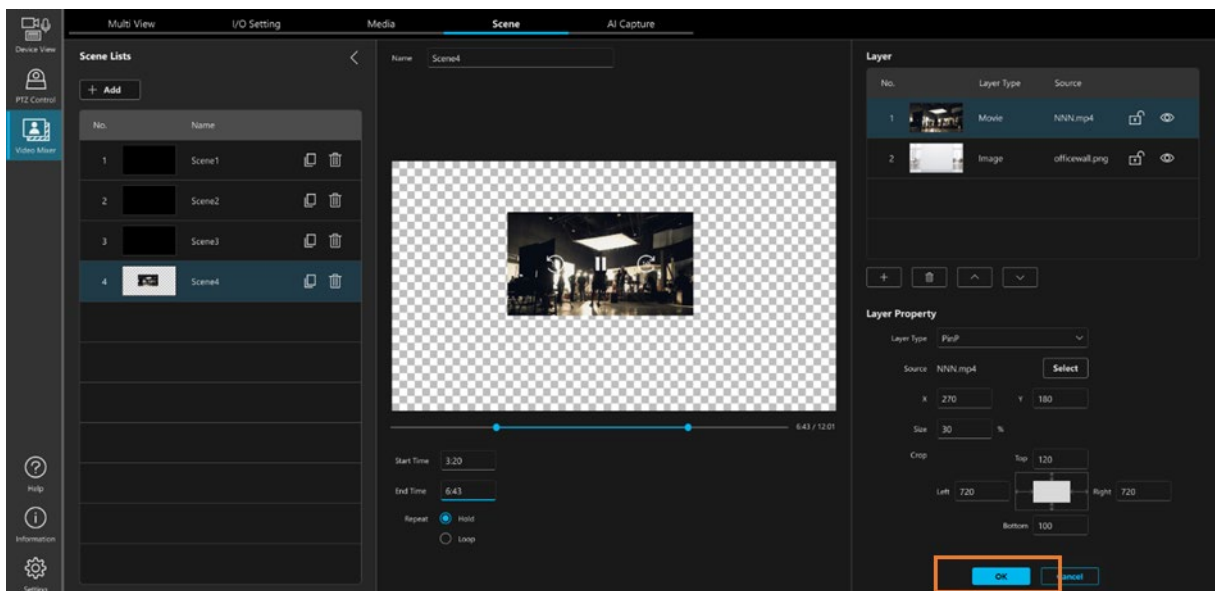 Multi View I/O Setting Media Scene AI Capture
Device View
PTZ Control
Video Mixer
Help
Information
Setting
Scene Lists
+ Add
No. Name
1 Scene1
2 Scene2
3 Scene3
4 Scene4
Name Scene4
6:43 / 12:01
Start Time 3:20
End Time 6:43
Repeat Hold
Loop
Layer
No. Layer Type Source
1 Movie NNN.mp4
2 Image officewall.png
Layer Property
Layer Type PinP
Source NNN.mp4 Select
X 270 Y 180
Size 30 %
Crop Top 120
Left 720 Right 720
Bottom 100
OK Cancel